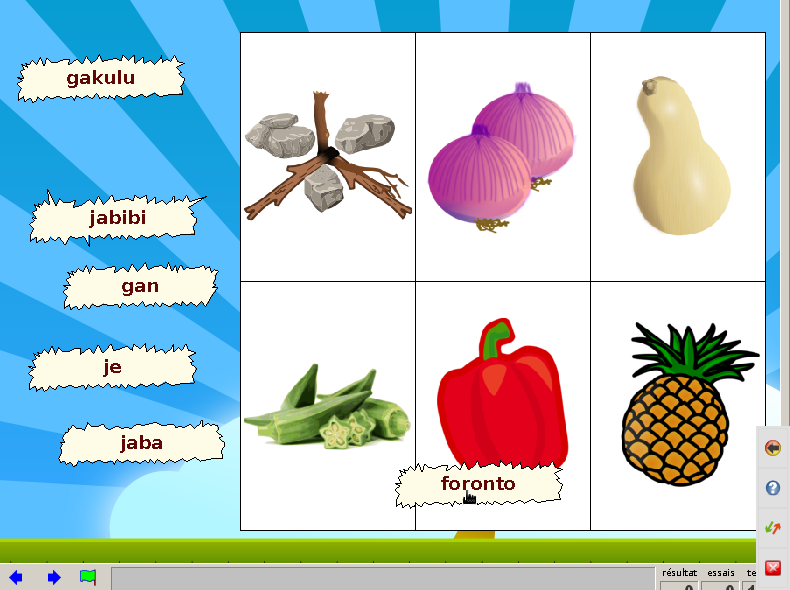 gakulu
jabibi
gan
je
jaba
foronto
résultat essais te